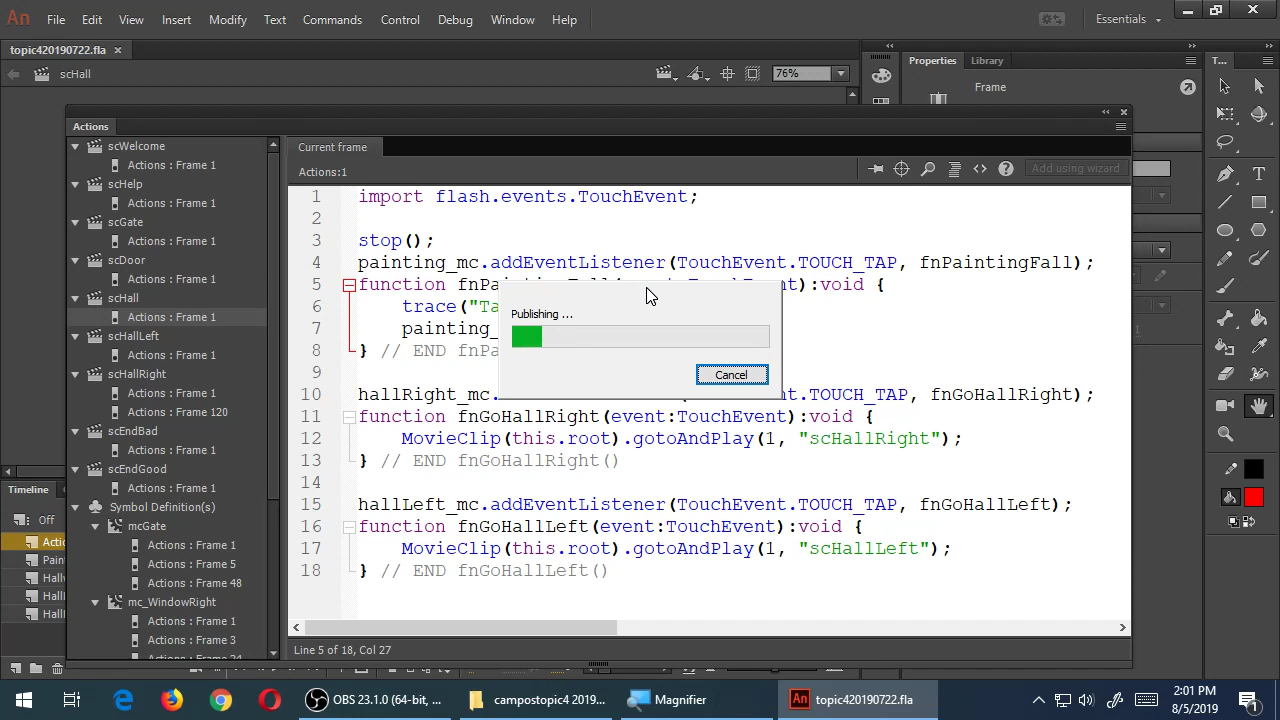 An File Edit View Insert Modify Text Commands Control Debug Window Help Essentials
topic420190722.fla ×
scHall 76%
Properties Library T...
Frame
Actions
scWelcome
Actions : Frame 1
scHelp
Actions : Frame 1
scGate
Actions : Frame 1
scDoor
Actions : Frame 1
scHall
Actions : Frame 1
scHallLeft
Actions : Frame 1
scHallRight
Actions : Frame 1
Actions : Frame 120
scEndBad
Actions : Frame 1
scEndGood
Actions : Frame 1
Symbol Definition(s)
mcGate
Actions : Frame 1
Actions : Frame 5
Actions : Frame 48
mc_WindowRight
Actions : Frame 1
Actions : Frame 3
Current frame
Actions:1 Add using wizard
1 import flash.events.TouchEvent;
2
3 stop();
4 painting_mc.addEventListener(TouchEvent.TOUCH_TAP, fnPaintingFall);
5 function :void {
6 trace("Ta
7 painting_
8 } // END fnPa
9
10 hallRight_mc. nt.TOUCH_TAP, fnGoHallRight);
11 function fnGoHallRight(event:TouchEvent):void {
12 MovieClip(this.root).gotoAndPlay(1, "scHallRight");
13 } // END fnGoHallRight()
14
15 hallLeft_mc.addEventListener(TouchEvent.TOUCH_TAP, fnGoHallLeft);
16 function fnGoHallLeft(event:TouchEvent):void {
17 MovieClip(this.root).gotoAndPlay(1, "scHallLeft");
18 } // END fnGoHallLeft()
Publishing ...
Cancel
Line 5 of 18, Col 27
Timeline
Off
Actio
Paint
Hallw
HallL
HallR
OBS 23.1.0 (64-bit, ... campostopic4 2019... Magnifier An topic420190722.fla
2:01 PM
8/5/2019
1